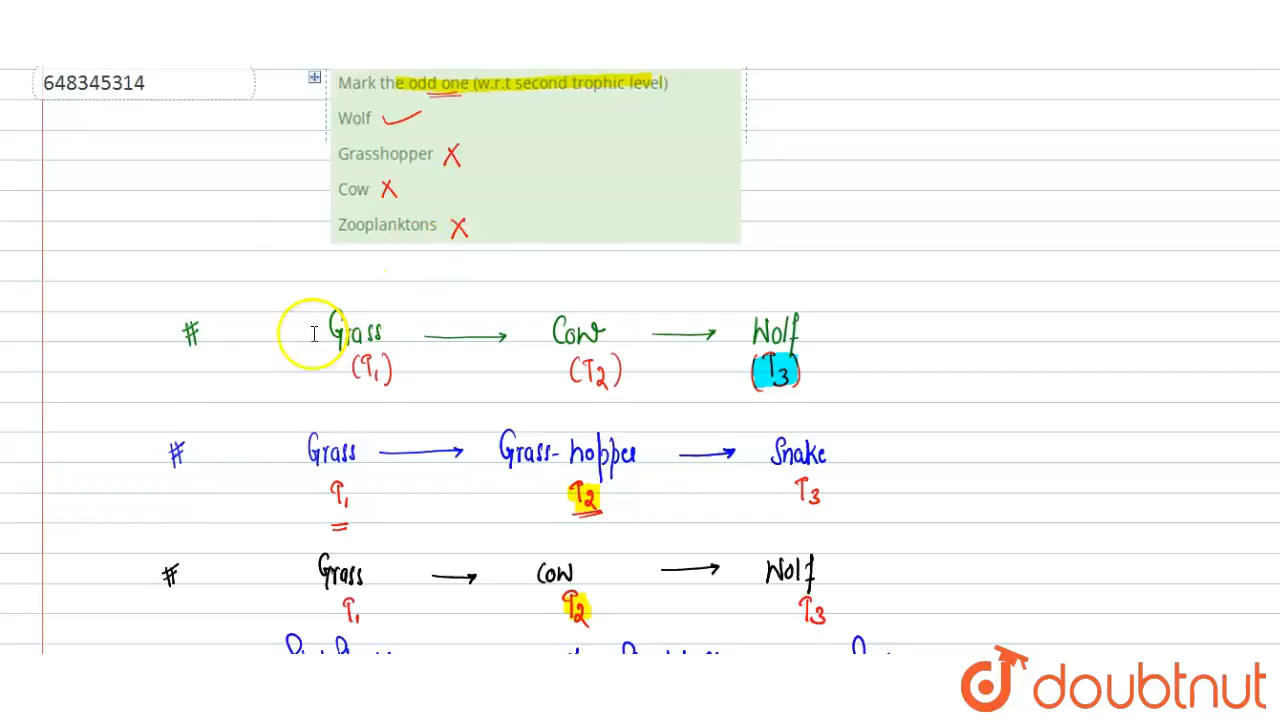 648345314
Mark the odd one (w.r.t second trophic level)
Wolf
Grasshopper
Cow
Zooplanktons
# Grass → Cow → Wolf
(T1) (T2) (T3)
# Grass → Grass-hopper → Snake
T1 T2 T3
# Grass → Cow → Wolf
T1 T2 T3
doubtnut